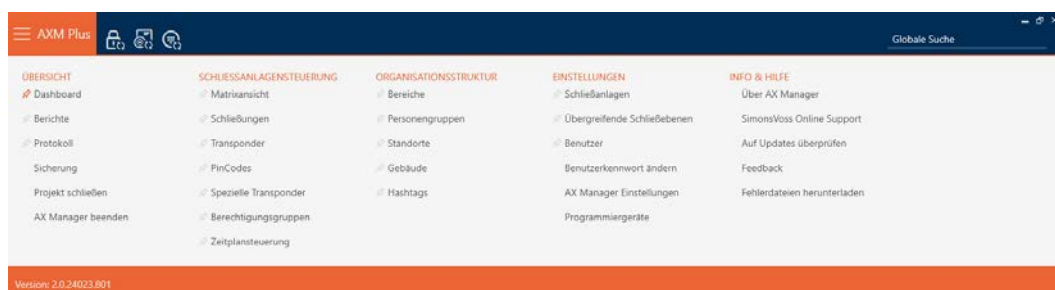 AXM Plus
Globale Suche
ÜBERSICHT
Dashboard
Berichte
Protokoll
Sicherung
Projekt schließen
AX Manager beenden
SCHLIESSANLAGENSTEUERUNG
Matrixansicht
Schließungen
Transponder
PinCodes
Spezielle Transponder
Berechtigungsgruppen
Zeitplansteuerung
ORGANISATIONSSTRUKTUR
Bereiche
Personengruppen
Standorte
Gebäude
Hashtags
EINSTELLUNGEN
Schließanlagen
Übergreifende Schließebenen
Benutzer
Benutzerkennwort ändern
AX Manager Einstellungen
Programmiergeräte
INFO & HILFE
Über AX Manager
SimonsVoss Online Support
Auf Updates überprüfen
Feedback
Fehlerdateien herunterladen
Version: 2.0.24023.801